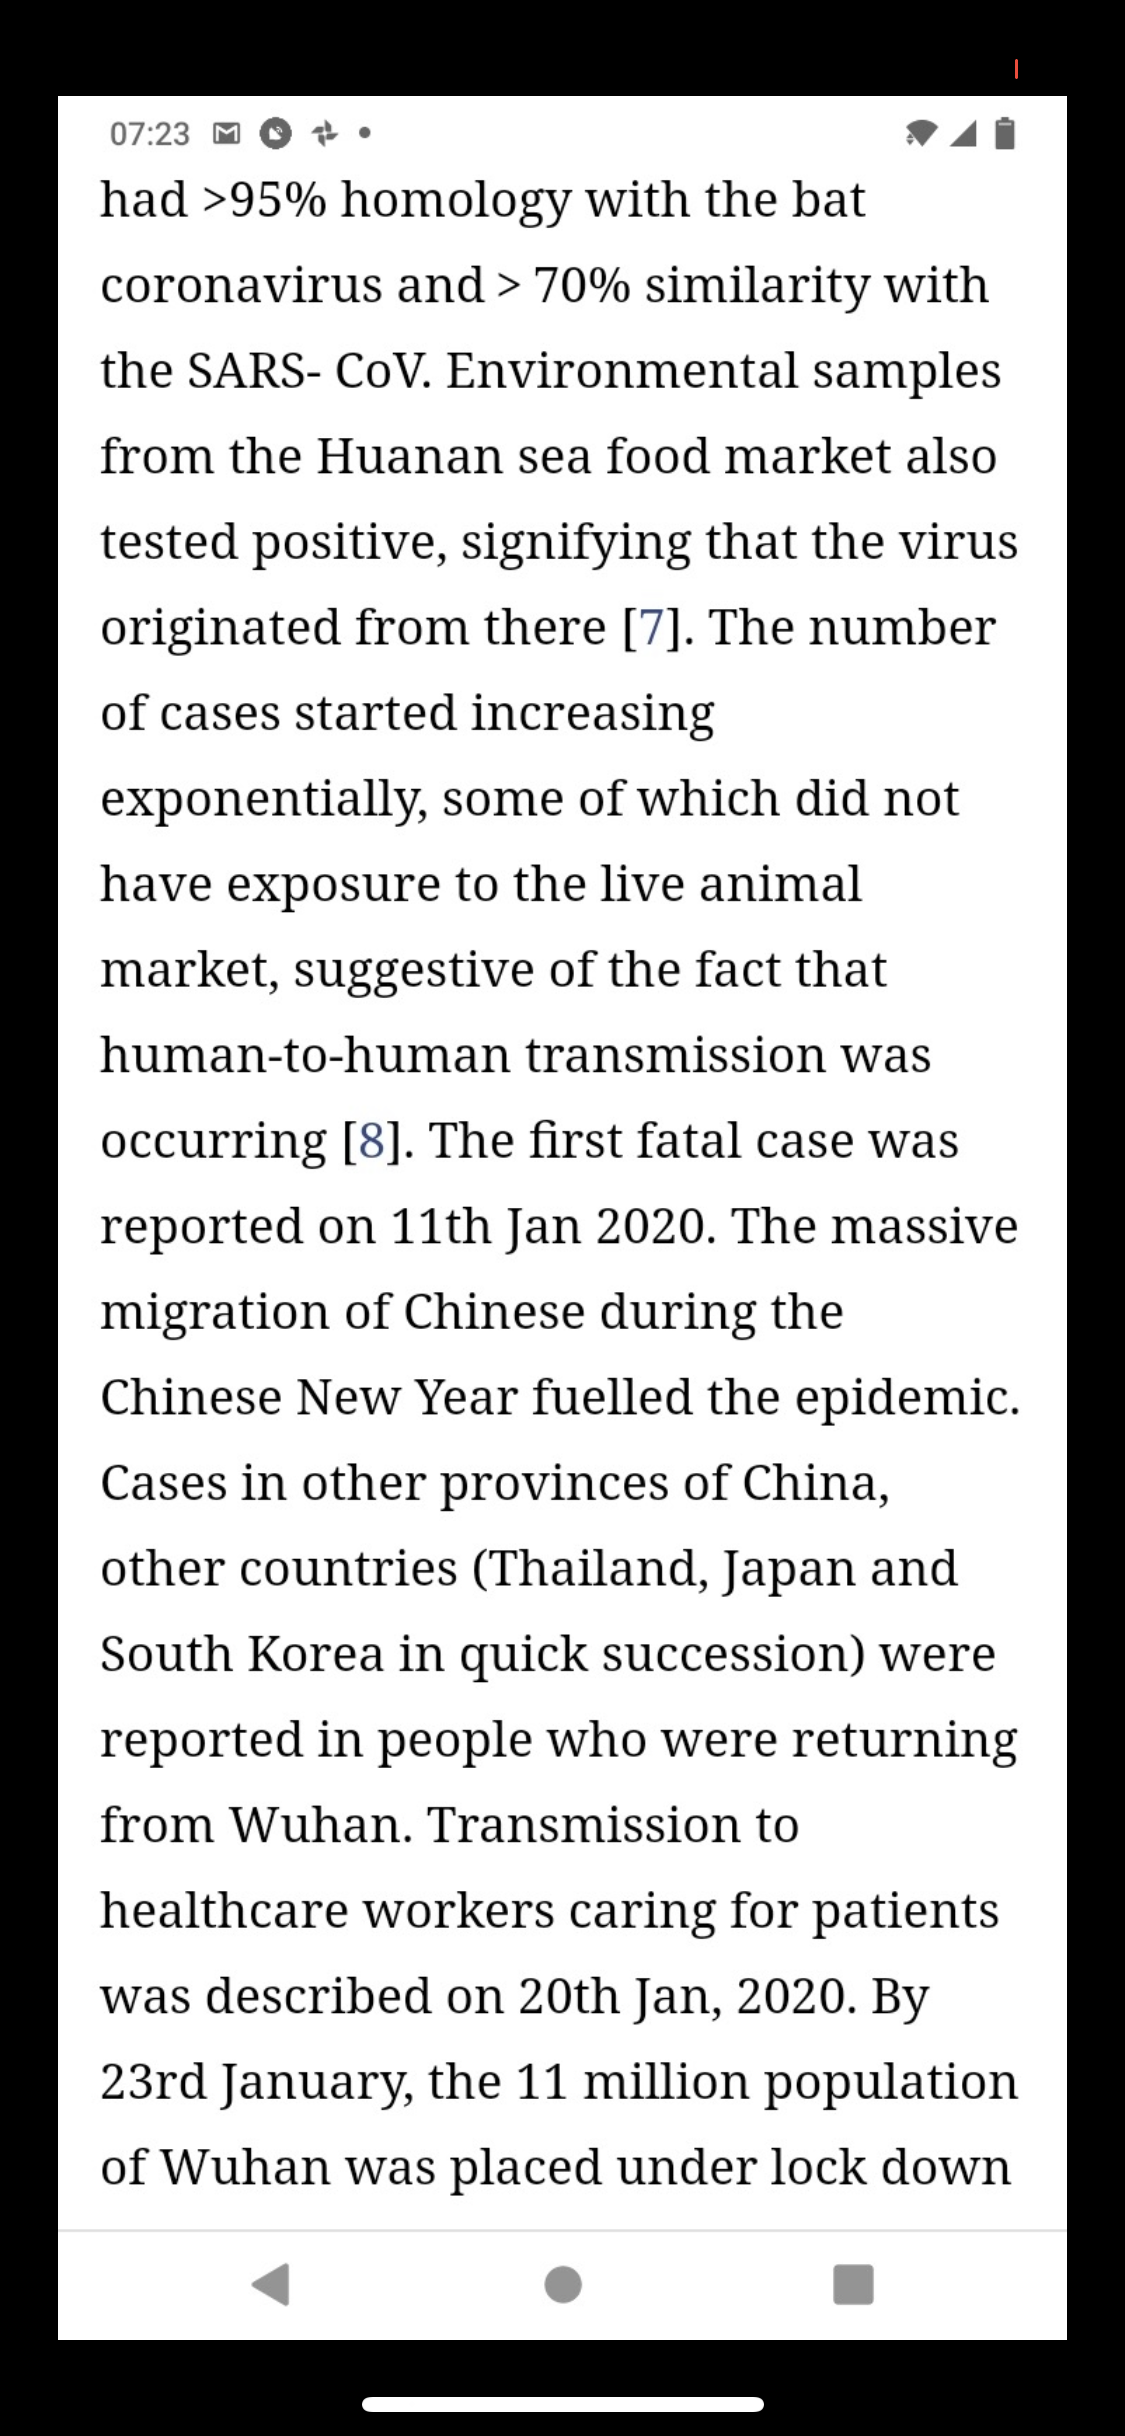 07:23
had >95% homology with the bat
coronavirus and > 70% similarity with
the SARS- CoV. Environmental samples
from the Huanan sea food market also
tested positive, signifying that the virus
originated from there [7]. The number
of cases started increasing
exponentially, some of which did not
have exposure to the live animal
market, suggestive of the fact that
human-to-human transmission was
occurring [8]. The first fatal case was
reported on 11th Jan 2020. The massive
migration of Chinese during the
Chinese New Year fuelled the epidemic.
Cases in other provinces of China,
other countries (Thailand, Japan and
South Korea in quick succession) were
reported in people who were returning
from Wuhan. Transmission to
healthcare workers caring for patients
was described on 20th Jan, 2020. By
23rd January, the 11 million population
of Wuhan was placed under lock down